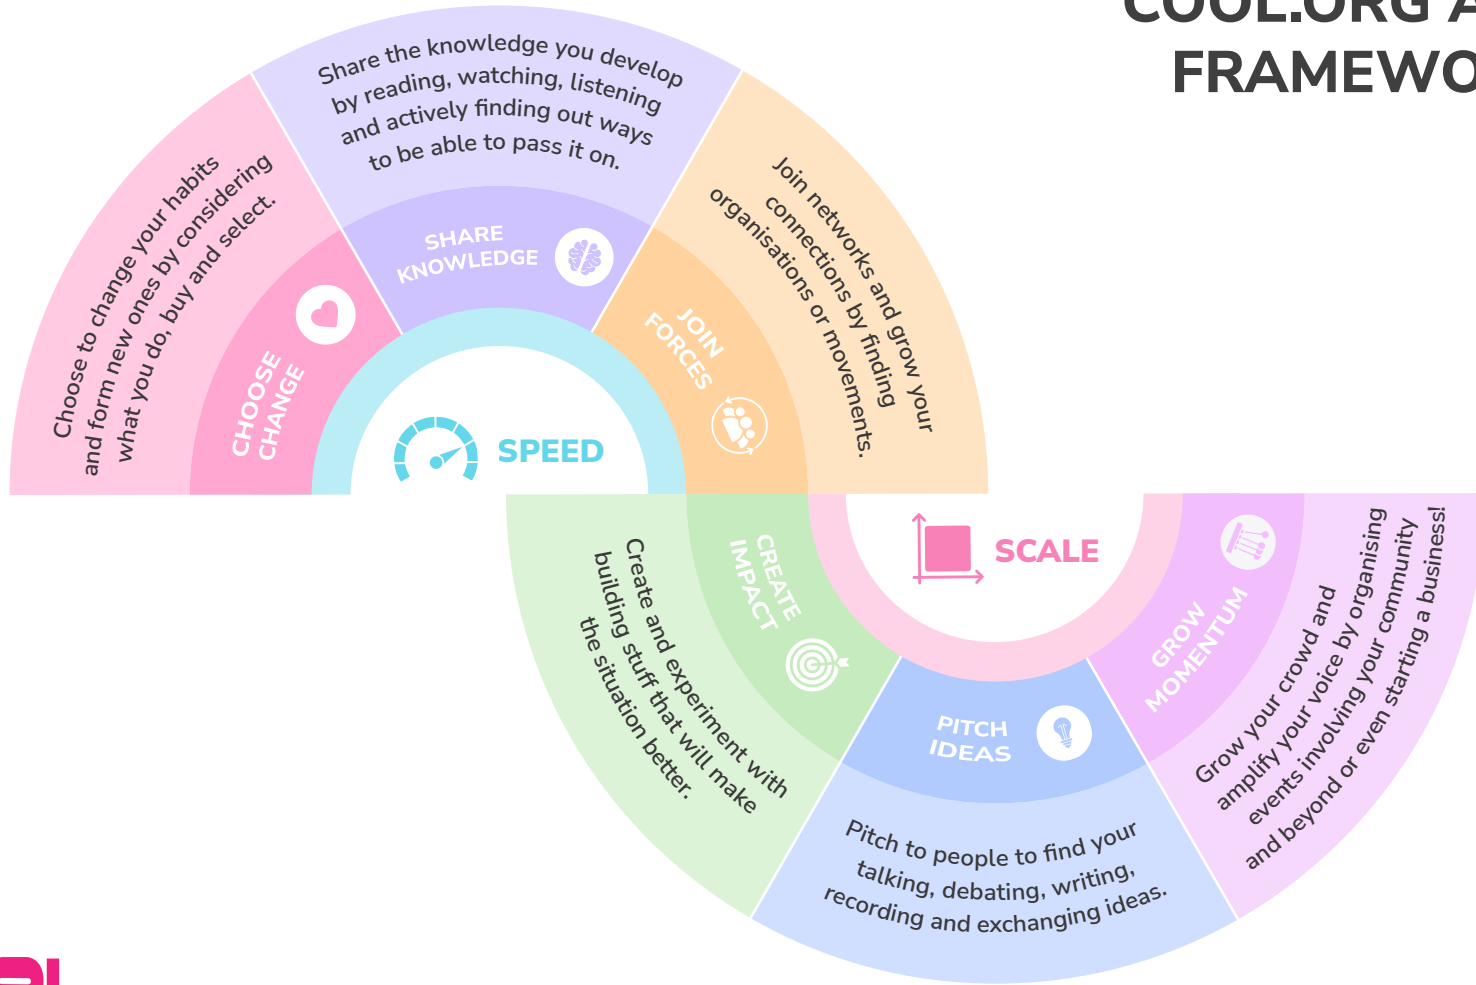 COOL.ORG A
FRAMEWO
Choose to change your habits
and form new ones by considering
what you do, buy and select.
CHOOSE
CHANGE
Share the knowledge you develop
by reading, watching, listening
and actively finding out ways
to be able to pass it on.
SHARE
KNOWLEDGE
Join networks and grow your
connections by finding
organisations or movements.
JOIN
FORCES
SPEED
SCALE
CREATE
IMPACT
Create and experiment with
building stuff that will make
the situation better.
PITCH
IDEAS
Pitch to people to find your
talking, debating, writing,
recording and exchanging ideas.
GROW
MOMENTUM
Grow your crowd and
amplify your voice by organising
events involving your community
and beyond or even starting a business!